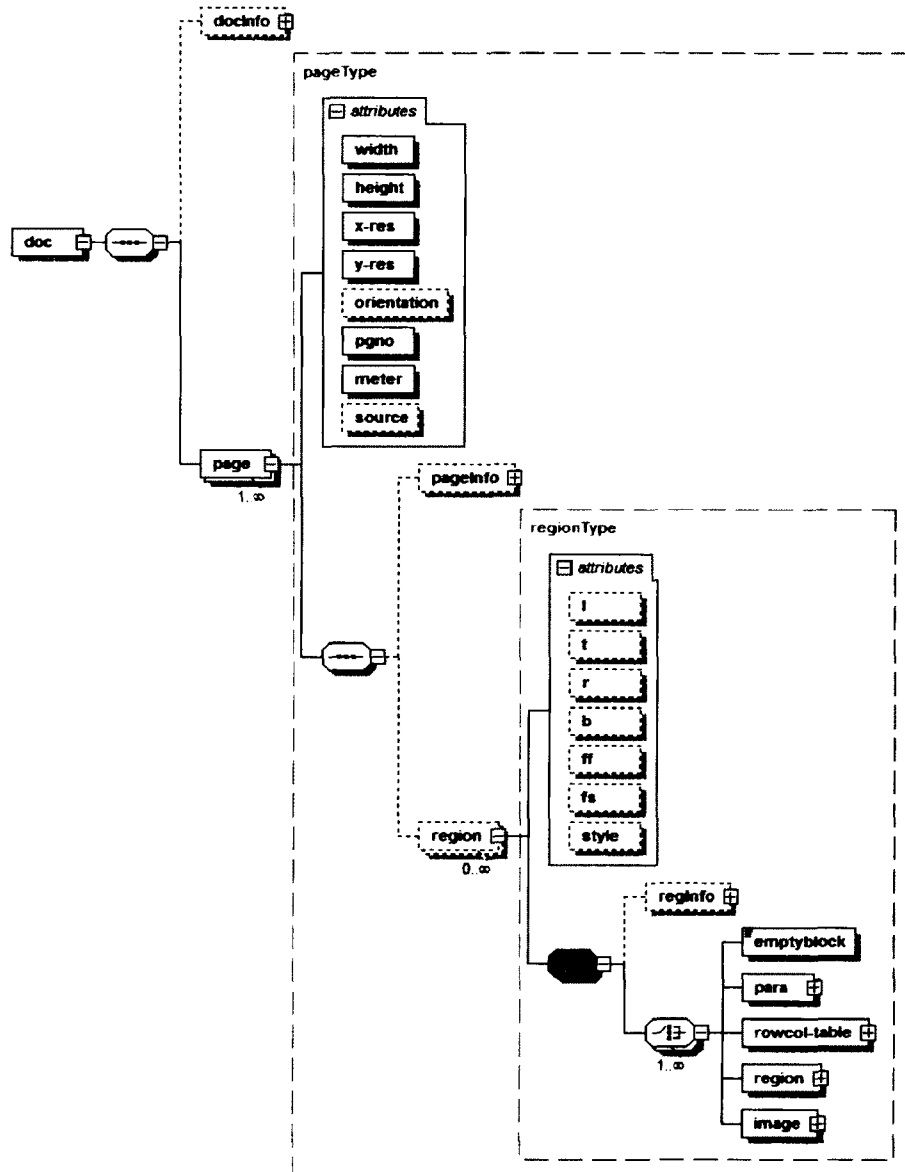 docInfo
pageType
attributes
width
height
x-res
y-res
orientation
pgno
meter
source
doc
page
1..∞
pageInfo
regionType
attributes
l
t
r
b
ff
fs
style
region
0..∞
regInfo
emptyblock
para
rowcol-table
region
image
1..∞